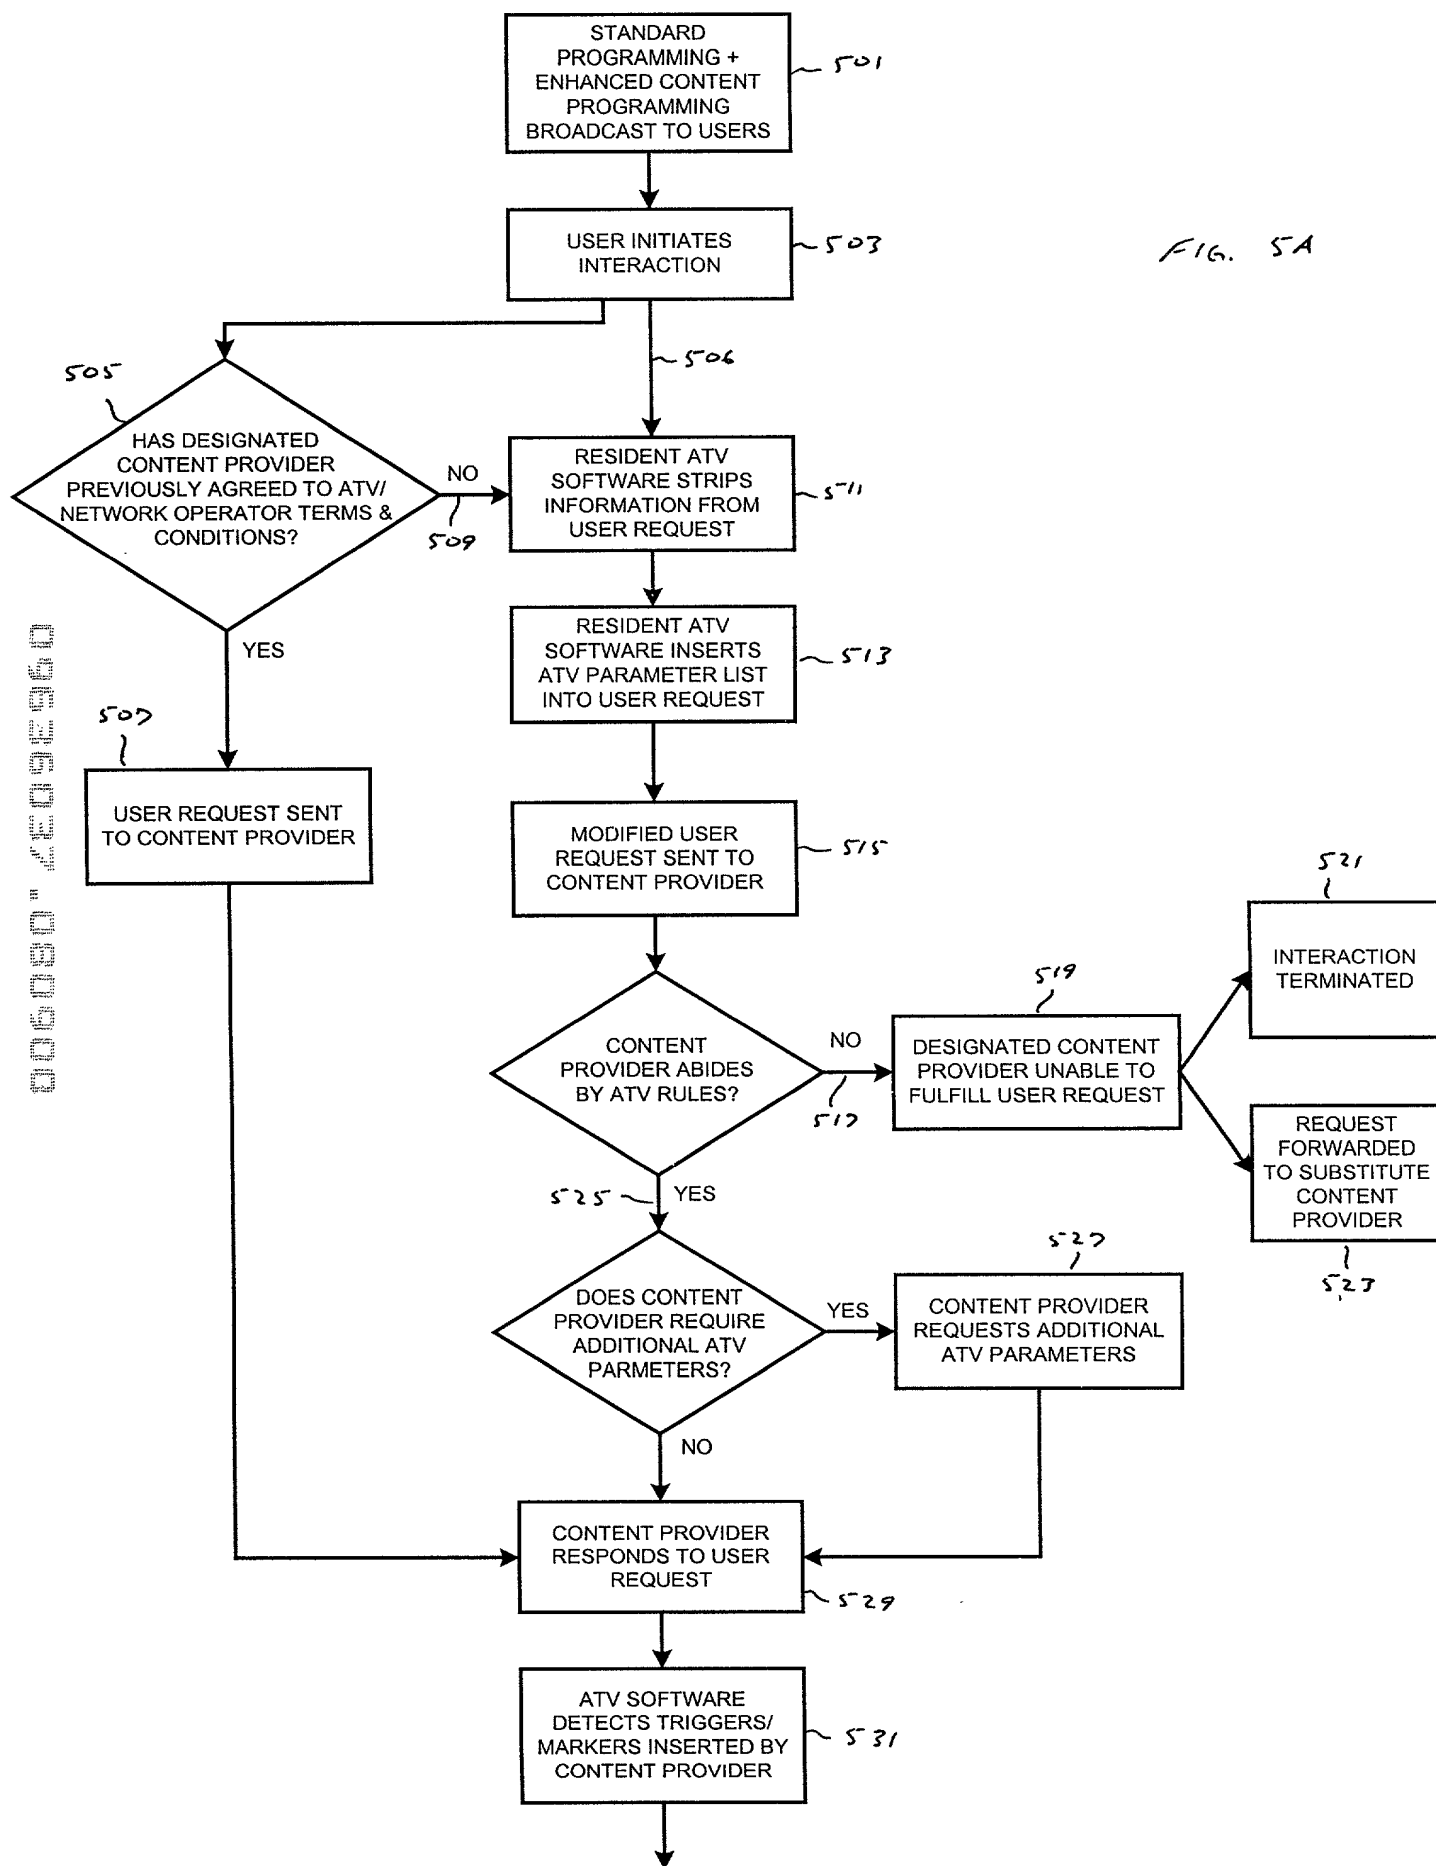 STANDARD
PROGRAMMING +
ENHANCED CONTENT
PROGRAMMING
BROADCAST TO USERS
501
USER INITIATES
INTERACTION
503
FIG. 5A
506
505
HAS DESIGNATED
CONTENT PROVIDER
PREVIOUSLY AGREED TO ATV/
NETWORK OPERATOR TERMS &
CONDITIONS?
NO
509
RESIDENT ATV
SOFTWARE STRIPS
INFORMATION FROM
USER REQUEST
511
YES
RESIDENT ATV
SOFTWARE INSERTS
ATV PARAMETER LIST
INTO USER REQUEST
513
507
USER REQUEST SENT
TO CONTENT PROVIDER
MODIFIED USER
REQUEST SENT TO
CONTENT PROVIDER
515
521
INTERACTION
TERMINATED
CONTENT
PROVIDER ABIDES
BY ATV RULES?
NO
517
519
DESIGNATED CONTENT
PROVIDER UNABLE TO
FULFILL USER REQUEST
REQUEST
FORWARDED
TO SUBSTITUTE
CONTENT
PROVIDER
523
525
YES
527
DOES CONTENT
PROVIDER REQUIRE
ADDITIONAL ATV
PARMETERS?
YES
CONTENT PROVIDER
REQUESTS ADDITIONAL
ATV PARAMETERS
NO
CONTENT PROVIDER
RESPONDS TO USER
REQUEST
529
ATV SOFTWARE
DETECTS TRIGGERS/
MARKERS INSERTED BY
CONTENT PROVIDER
531